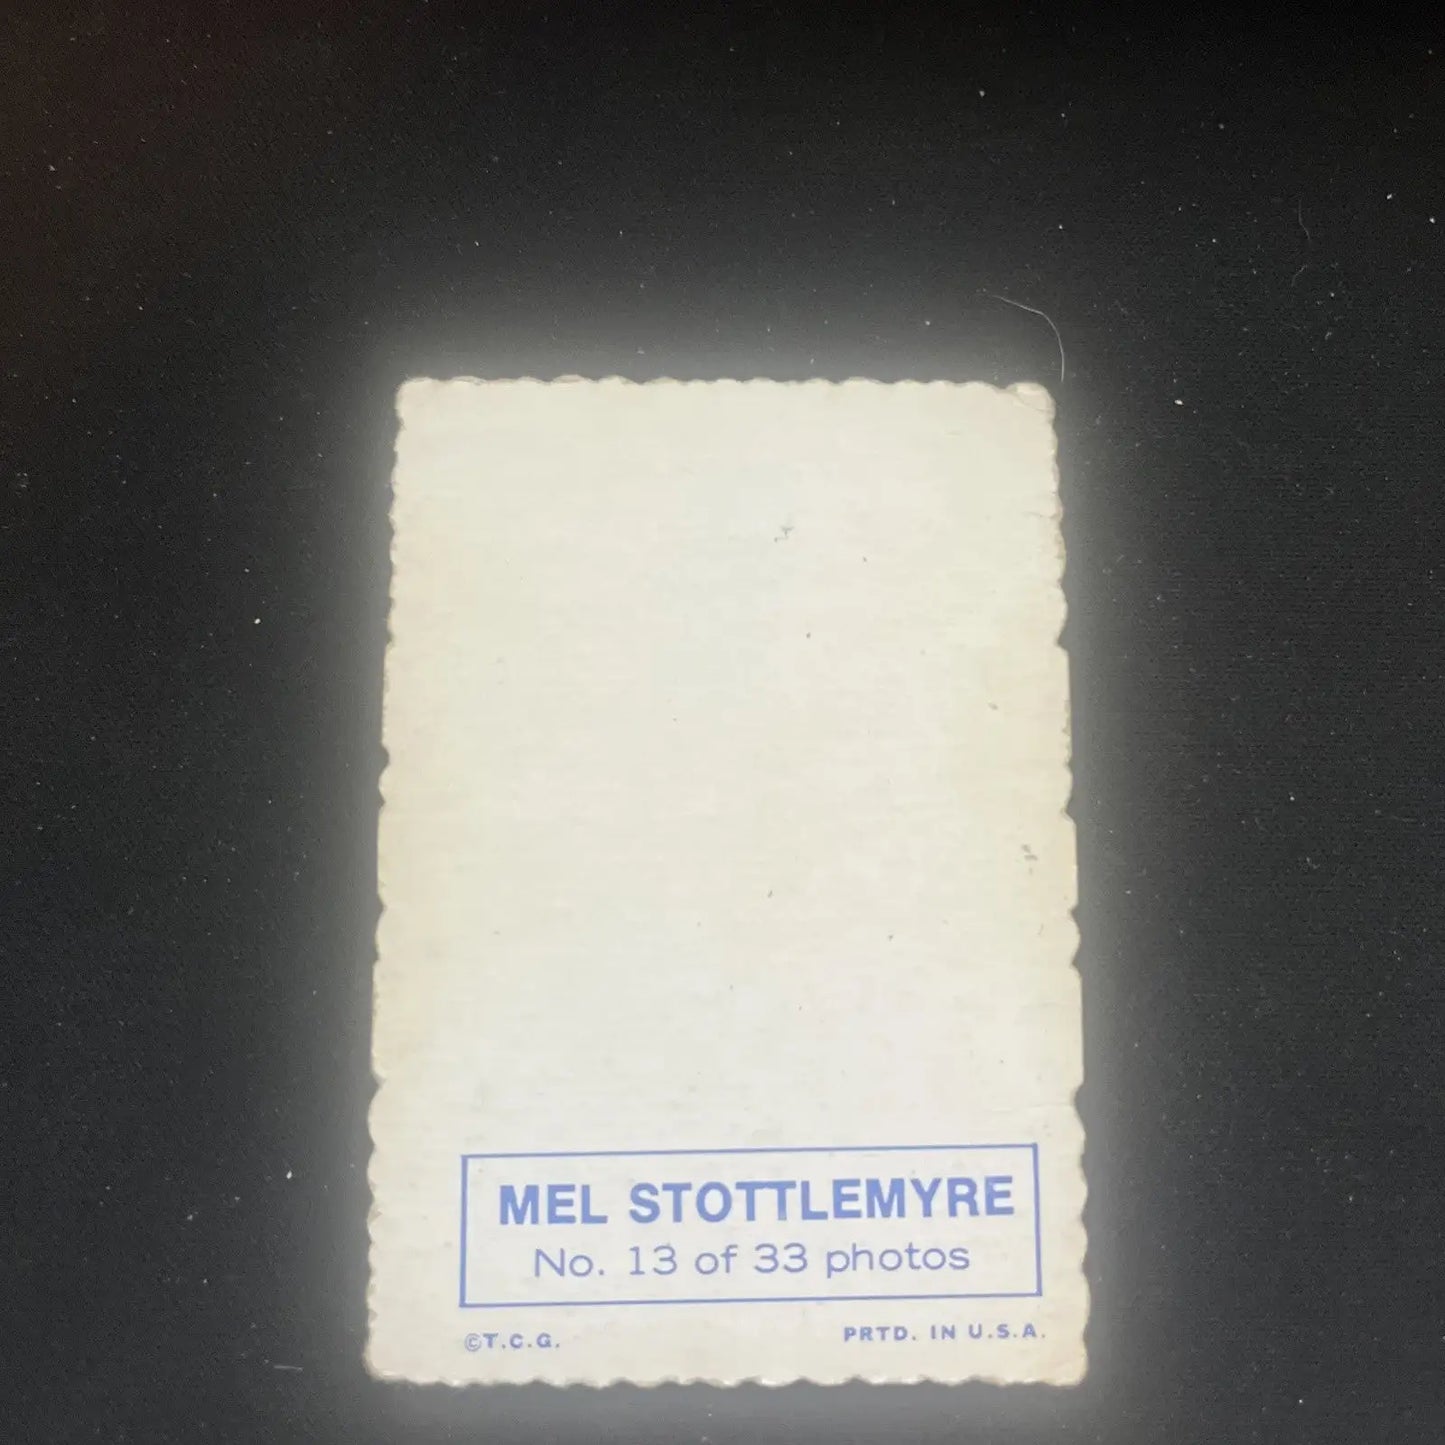 MEL STOTTLEMYRE
No. 13 of 33 photos
©T.C.G. PRTD. IN U.S.A.